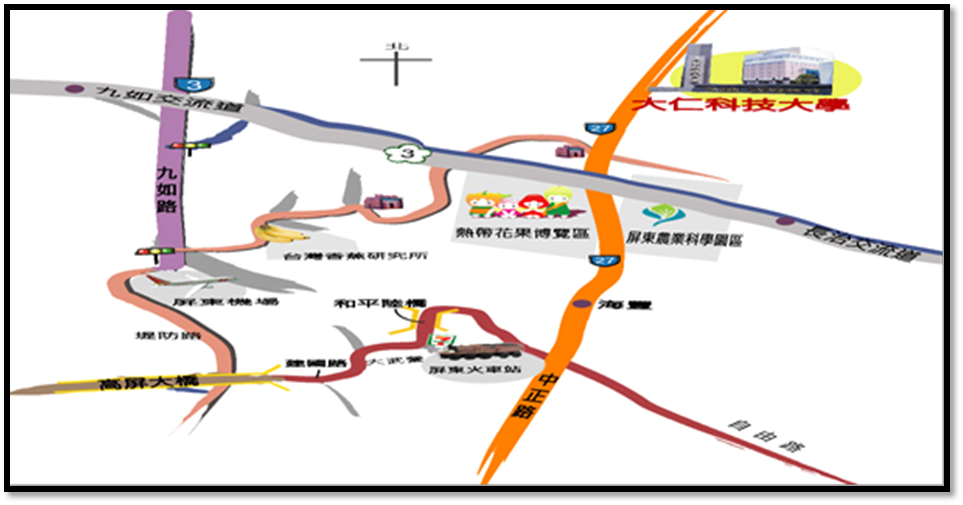 北
大仁科技大學
3
九如交流道
27
3
九如路
熱帶花果博覽區
屏東農業科學園區
長治交流道
台灣香蕉研究所
27
屏東機場
和平陸橋
海豐
堤防路
7
建國路
大武營
屏東火車站
高屏大橋
中正路
自由路